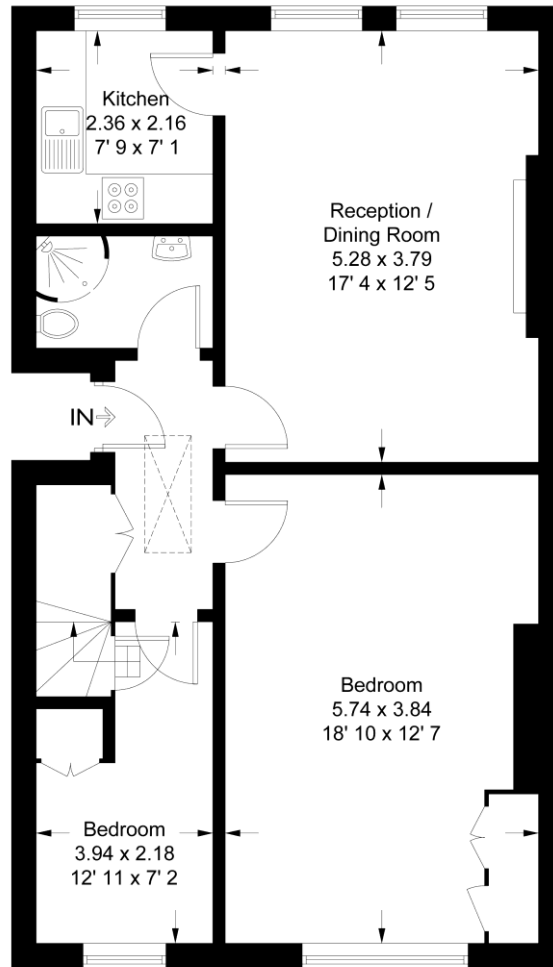 Kitchen
2.36 x 2.16
7' 9 x 7' 1
Reception /
Dining Room
5.28 x 3.79
17' 4 x 12' 5
IN
Bedroom
5.74 x 3.84
18' 10 x 12' 7
Bedroom
3.94 x 2.18
12' 11 x 7' 2